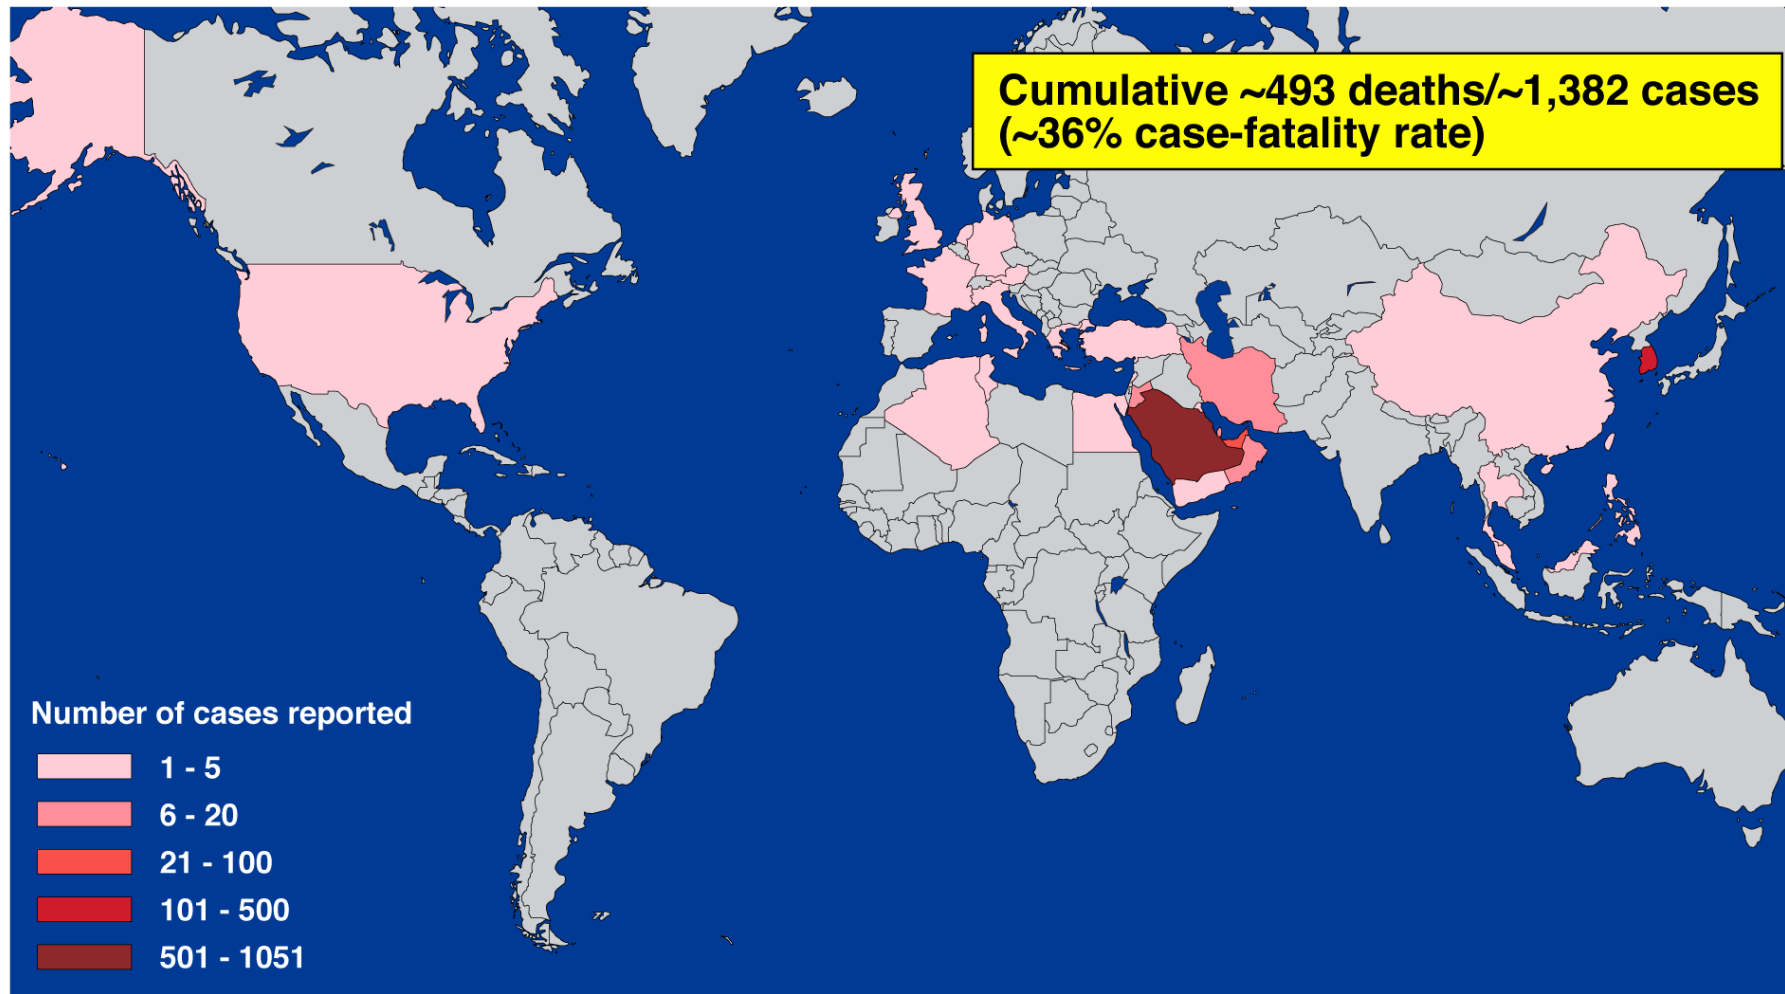 Cumulative ~493 deaths/~1,382 cases
(~36% case-fatality rate)
Number of cases reported
1 - 5
6 - 20
21 - 100
101 - 500
501 - 1051